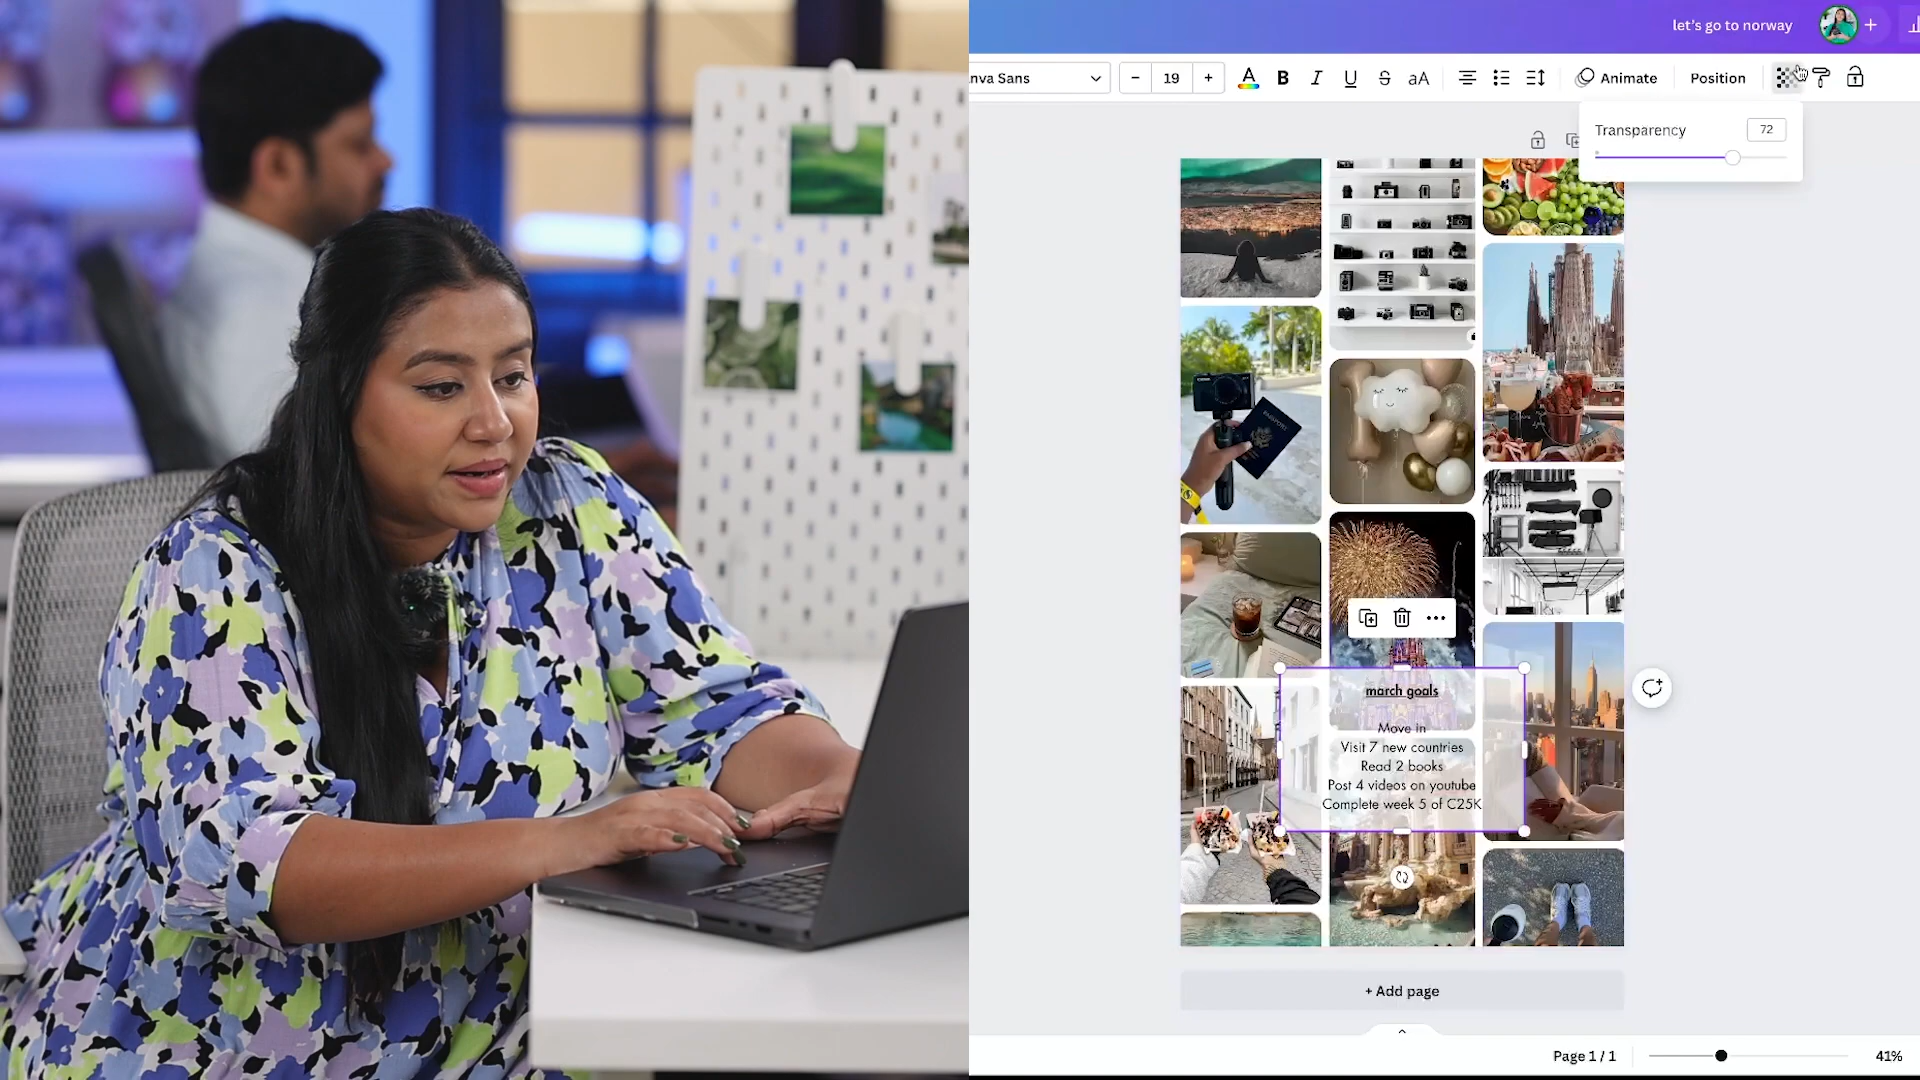 let's go to norway
nva Sans
19
A
B
I
U
S
aA
Animate
Position
Transparency
72
march goals
Move in
Visit 7 new countries
Read 2 books
Post 4 videos on youtube
Complete week 5 of C25K
+ Add page
Page 1 / 1
41%